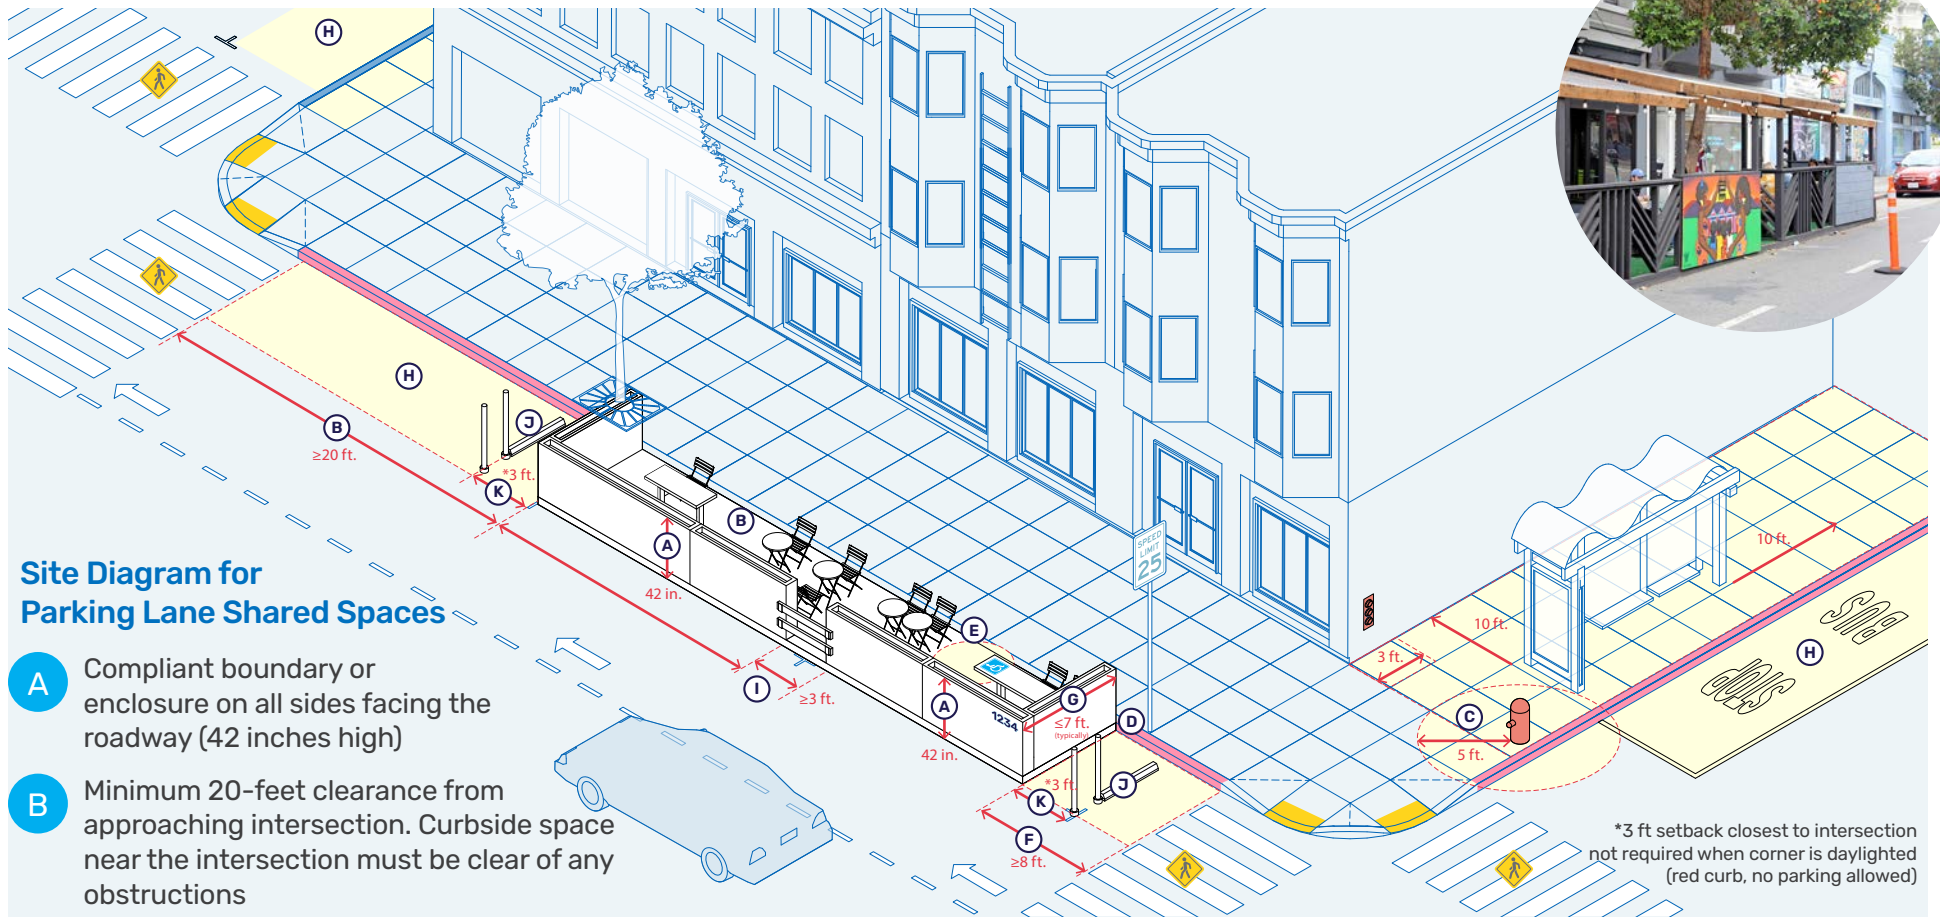 H
H
B
≥20 ft.
J
*3 ft.
K
B
A
42 in.
SPEED
LIMIT
25
10 ft.
10 ft.
3 ft.
BUS
STOP
H
C
5 ft.
E
I
≥3 ft.
A
42 in.
1234
G
≤7 ft.
(typically)
D
J
*3 ft.
K
F
≥8 ft.
Site Diagram for
Parking Lane Shared Spaces
A
Compliant boundary or
enclosure on all sides facing the
roadway (42 inches high)
B
Minimum 20-feet clearance from
approaching intersection. Curbside space
near the intersection must be clear of any
obstructions
*3 ft setback closest to intersection
not required when corner is daylighted
(red curb, no parking allowed)